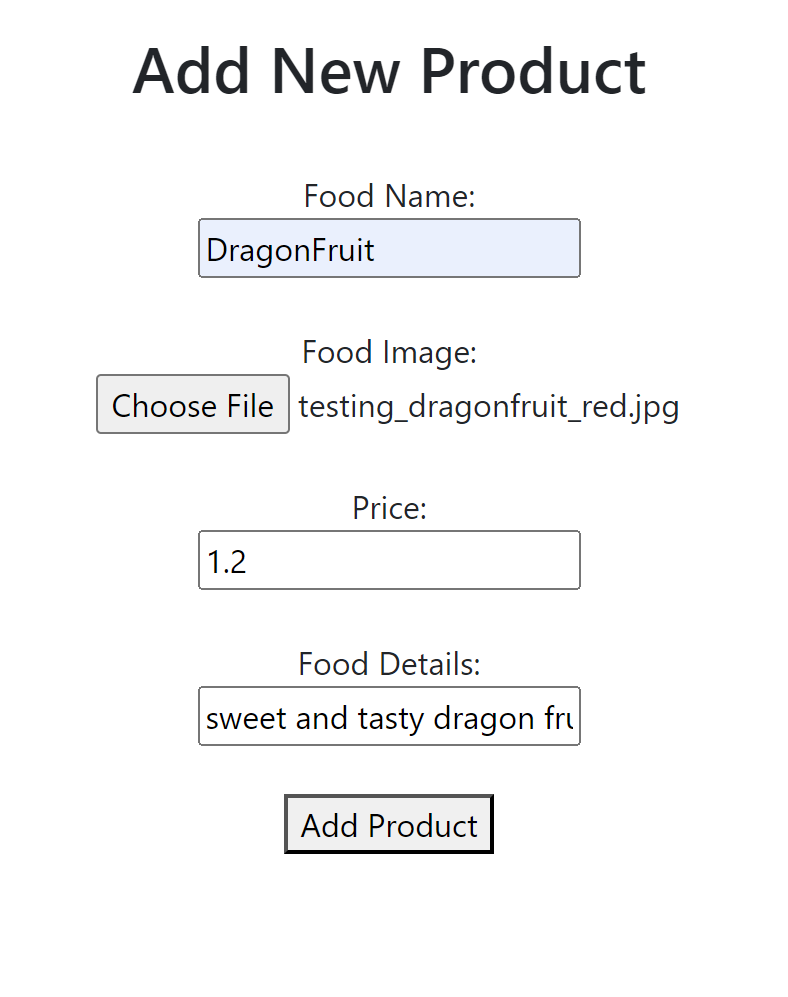 Add New Product
Food Name:
DragonFruit
Food Image:
Choose File testing_dragonfruit_red.jpg
Price:
1.2
Food Details:
sweet and tasty dragon
Add Product